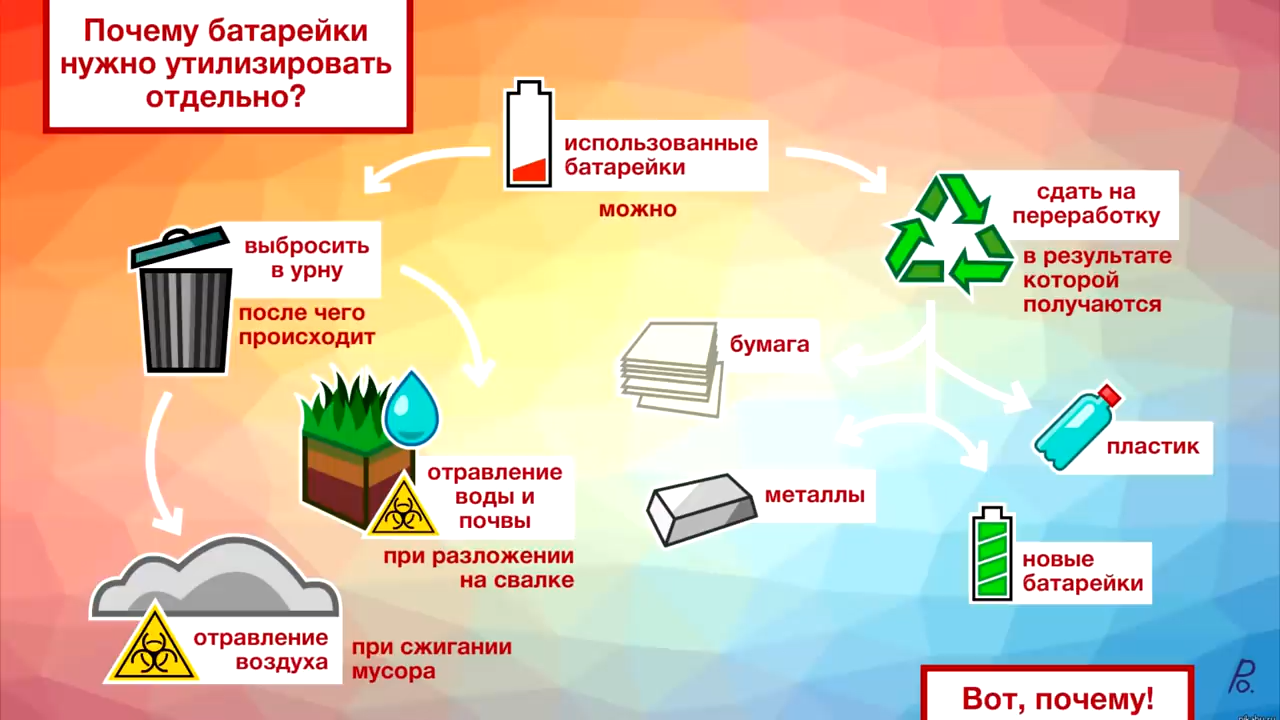 Почему батарейки
нужно утилизировать
отдельно?
использованные
батарейки
можно
выбросить
в урну
после чего
происходит
сдать на
переработку
в результате
которой
получаются
бумага
пластик
металлы
новые
батарейки
отравление
воды и
почвы
при разложении
на свалке
отравление
воздуха
при сжигании
мусора
Вот, почему!